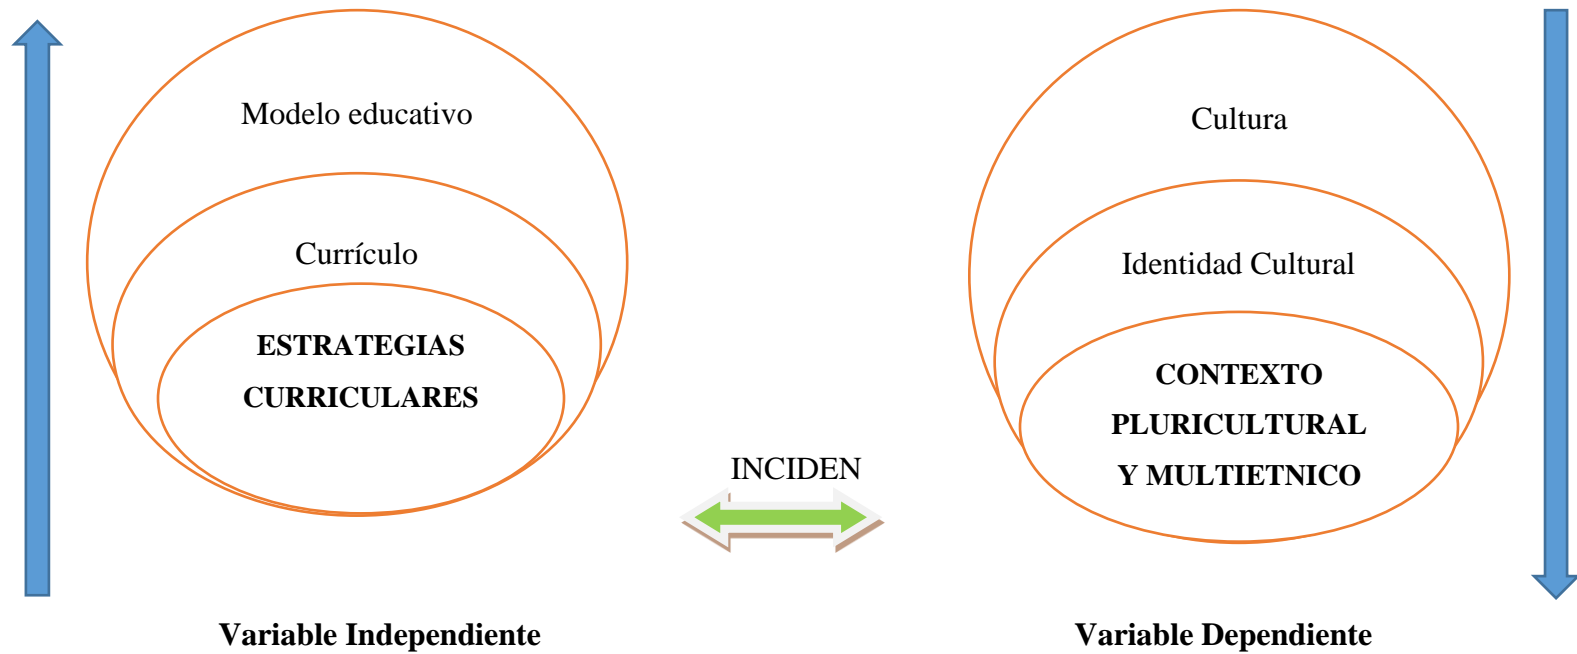 Modelo educativo
Currículo
ESTRATEGIAS
CURRICULARES
Variable Independiente
INCIDEN
Cultura
Identidad Cultural
CONTEXTO
PLURICULTURAL
Y MULTIETNICO
Variable Dependiente